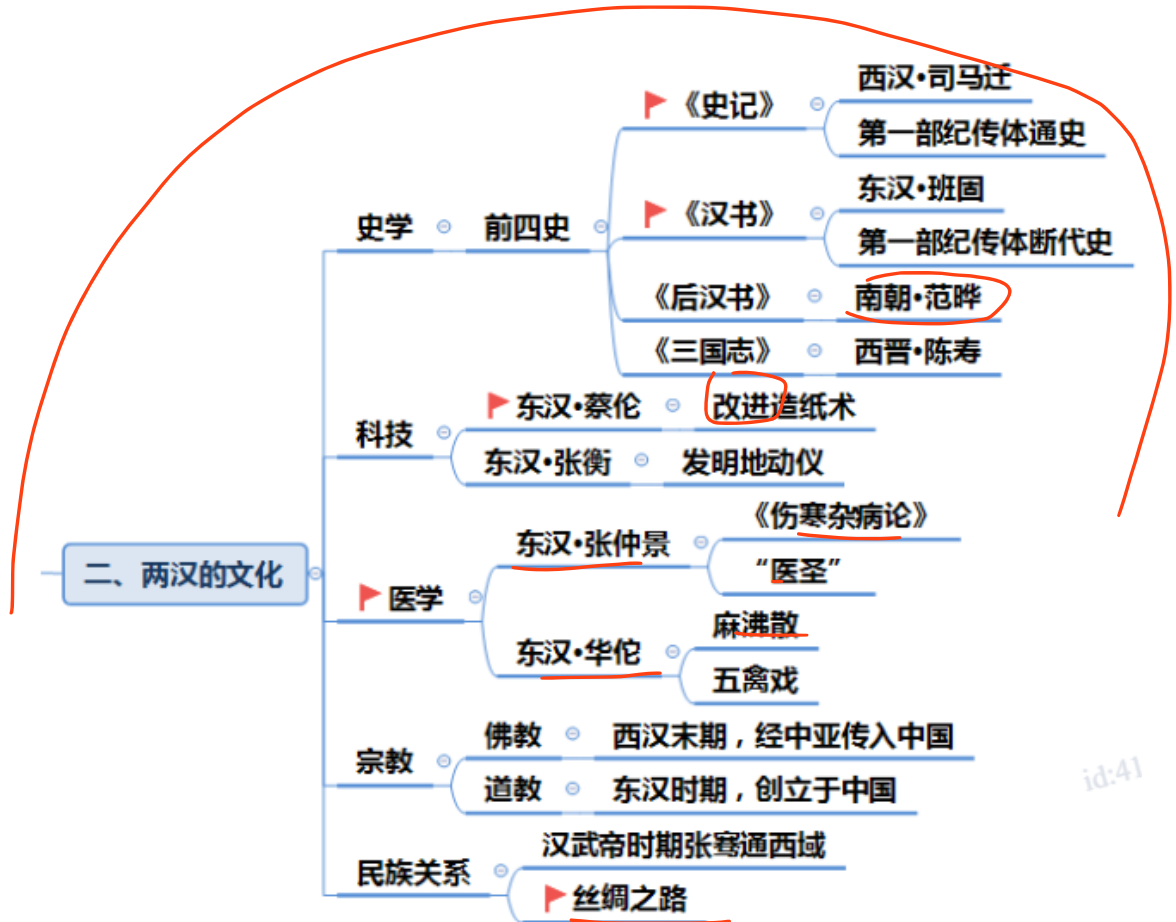 二、两汉的文化
史学
前四史
《史记》
西汉•司马迁
第一部纪传体通史
《汉书》
东汉•班固
第一部纪传体断代史
《后汉书》
南朝•范晔
《三国志》
西晋•陈寿
科技
东汉•蔡伦
改进造纸术
东汉•张衡
发明地动仪
医学
东汉•张仲景
《伤寒杂病论》
“医圣”
东汉•华佗
麻沸散
五禽戏
宗教
佛教
西汉末期，经中亚传入中国
道教
东汉时期，创立于中国
民族关系
汉武帝时期张骞通西域
丝绸之路
id:41